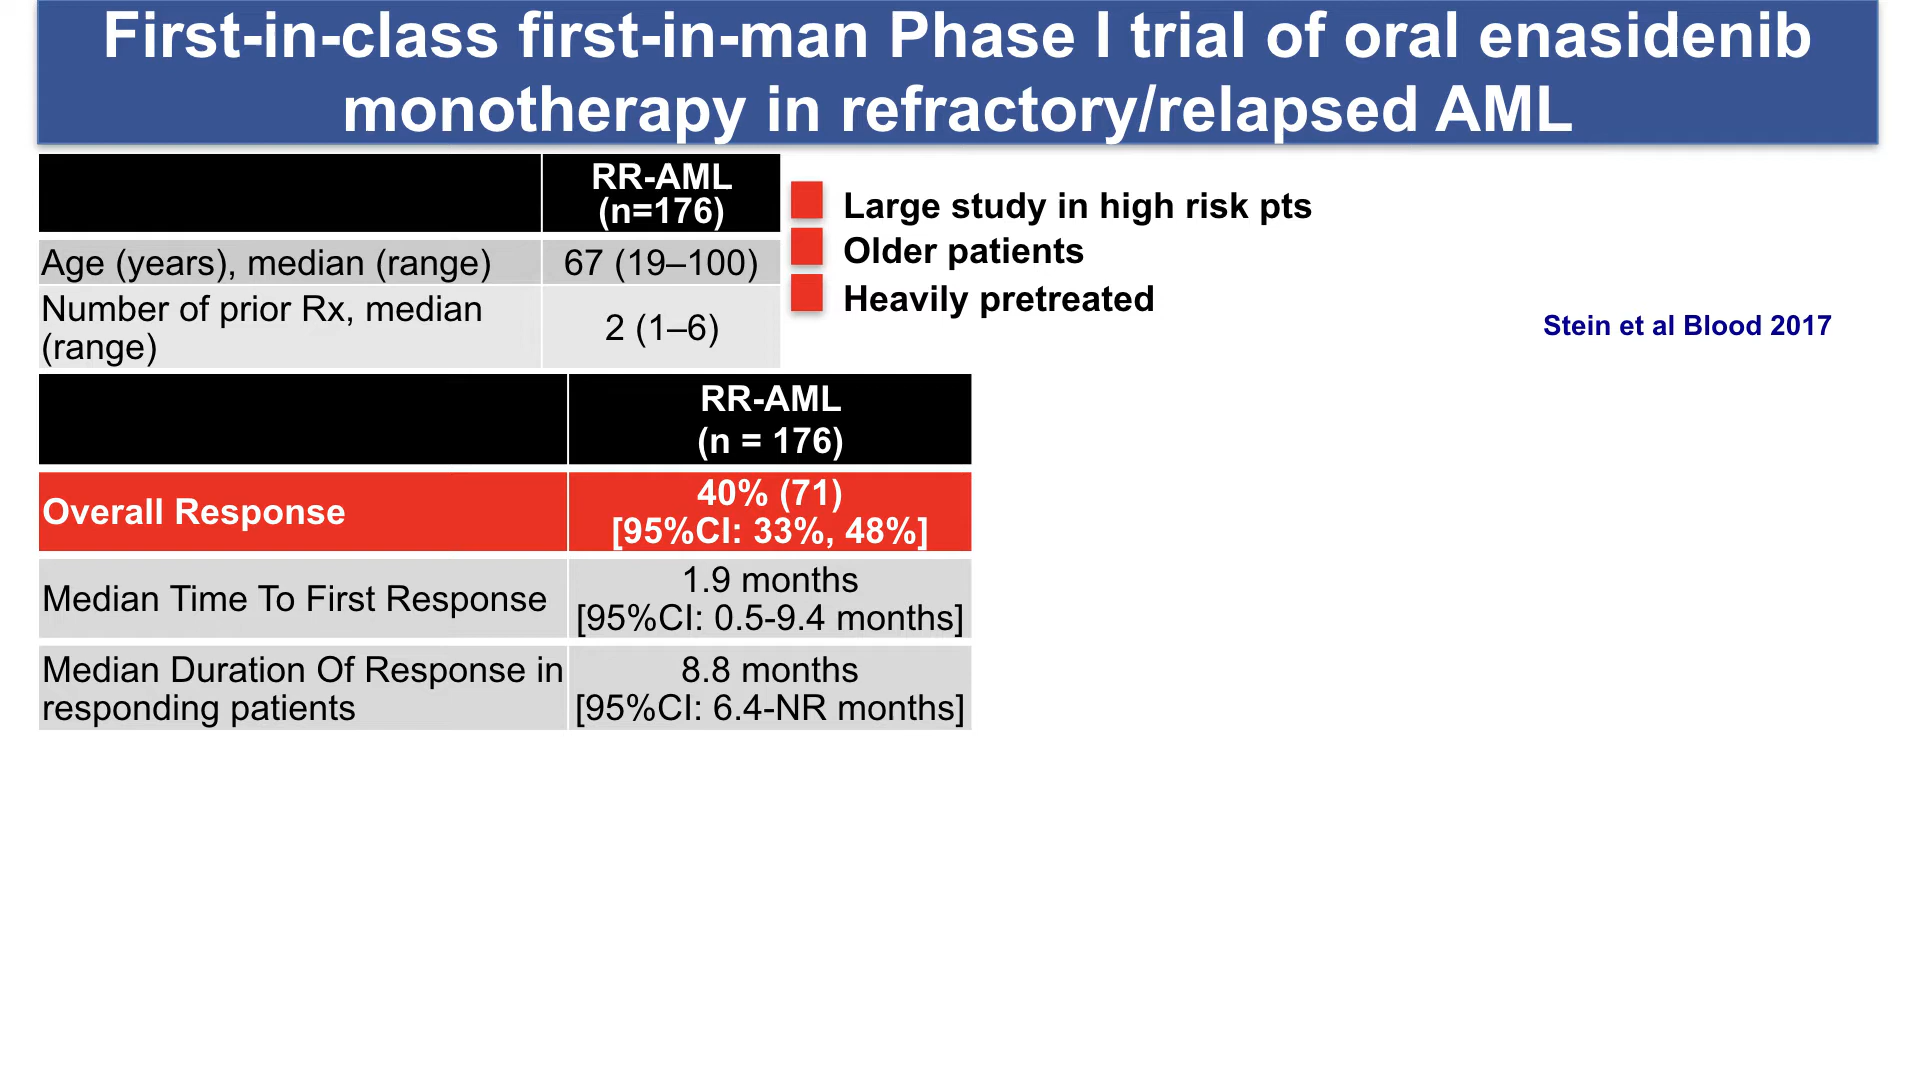 First-in-class first-in-man Phase I trial of oral enasidenib
monotherapy in refractory/relapsed AML
RR-AML
(n=176)
Age (years), median (range)
67 (19–100)
Number of prior Rx, median
(range)
2 (1–6)
Large study in high risk pts
Older patients
Heavily pretreated
Stein et al Blood 2017
RR-AML
(n = 176)
Overall Response
40% (71)
[95%CI: 33%, 48%]
Median Time To First Response
1.9 months
[95%CI: 0.5-9.4 months]
Median Duration Of Response in
responding patients
8.8 months
[95%CI: 6.4-NR months]